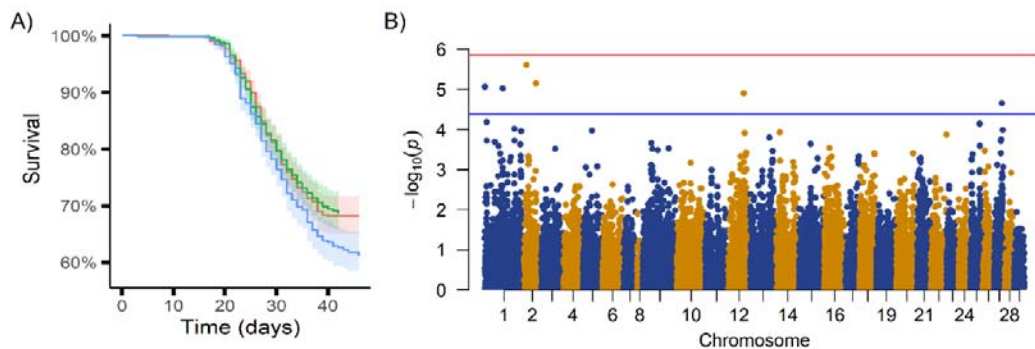 A)
Survival
100%
90%
80%
70%
60%
0 10 20 30 40
Time (days)
B)
−log10(p)
6
5
4
3
2
1
0
1 2 4 6 8 10 12 14 16 19 21 24 28
Chromosome